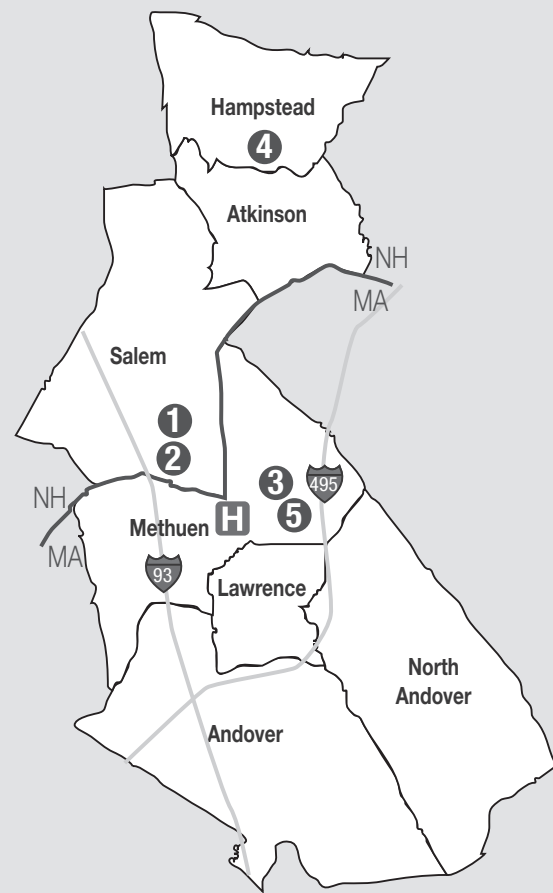 Hampstead
4
Atkinson
NH
MA
Salem
1
2
3
495
NH
5
Methuen
H
MA
93
Lawrence
North
Andover
Andover